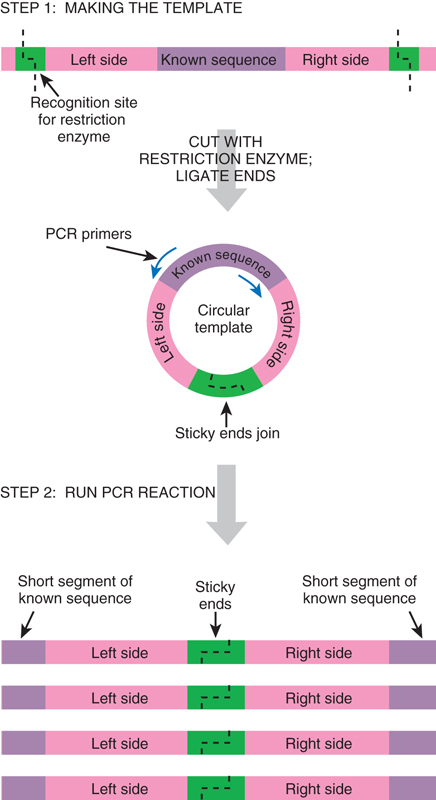 STEP 1: MAKING THE TEMPLATE
Left side
Known sequence
Right side
Recognition site
for restriction
enzyme
CUT WITH
RESTRICTION ENZYME;
LIGATE ENDS
PCR primers
Known sequence
Left side
Circular
template
Right side
Sticky ends join
STEP 2: RUN PCR REACTION
Short segment of
known sequence
Sticky
ends
Short segment of
known sequence
Left side
Right side
Left side
Right side
Left side
Right side
Left side
Right side